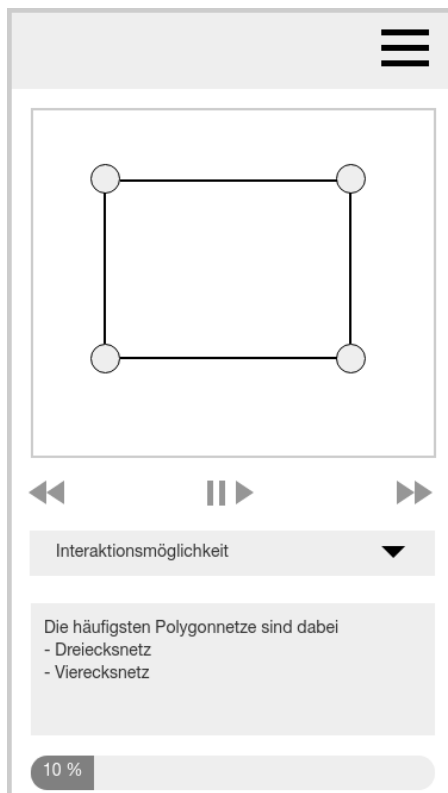 Interaktionsmöglichkeit
Die häufigsten Polygonnetze sind dabei
- Dreiecksnetz
- Vierecksnetz
10 %